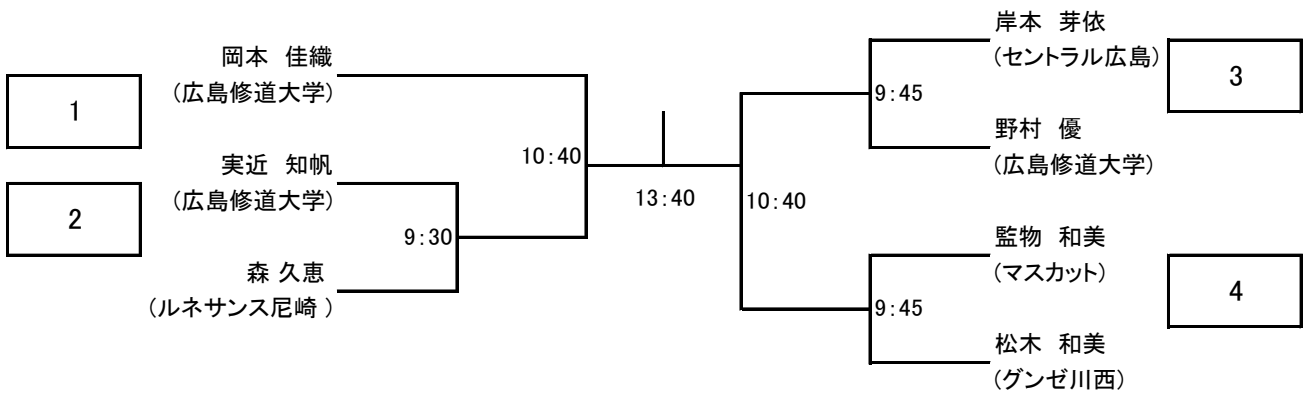 岡本 佳織
(広島修道大学)
1
実近 知帆
(広島修道大学)
2
森 久恵
(ルネサンス尼崎 )
9:30
10:40
13:40
10:40
岸本 芽依
(セントラル広島)
3
9:45
野村 優
(広島修道大学)
監物 和美
(マスカット)
4
9:45
松木 和美
(グンゼ川西)